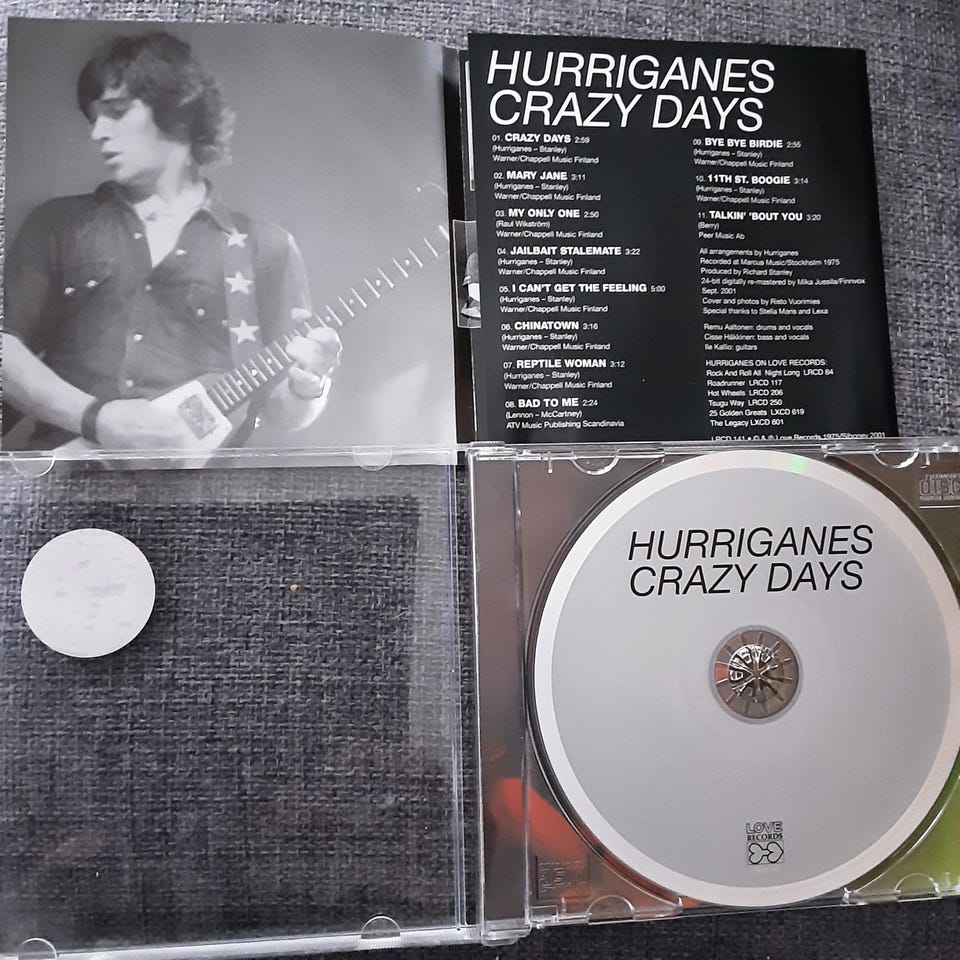 HURRIGANES
CRAZY DAYS
01. CRAZY DAYS 2:59
(Hurriganes – Stanley)
Warner/Chappell Music Finland
02. MARY JANE 3:11
(Hurriganes – Stanley)
Warner/Chappell Music Finland
03. MY ONLY ONE 2:50
(Raul Wikström)
Warner/Chappell Music Finland
04. JAILBAIT STALEMATE 3:22
(Hurriganes – Stanley)
Warner/Chappell Music Finland
05. I CAN'T GET THE FEELING 5:00
(Hurriganes – Stanley)
Warner/Chappell Music Finland
06. CHINATOWN 3:16
(Hurriganes – Stanley)
Warner/Chappell Music Finland
07. REPTILE WOMAN 3:12
(Hurriganes – Stanley)
Warner/Chappell Music Finland
08. BAD TO ME 2:24
(Lennon – McCartney)
ATV Music Publishing Scandinavia
09. BYE BYE BIRDIE 2:55
(Hurriganes – Stanley)
Warner/Chappell Music Finland
10. 11TH ST. BOOGIE 3:14
(Hurriganes – Stanley)
Warner/Chappell Music Finland
11. TALKIN' 'BOUT YOU 3:20
(Berry)
Peer Music Ab
All arrangements by Hurriganes
Recorded at Marcus Music/Stockholm 1975
Produced by Richard Stanley
24-bit digitally re-mastered by Mika Jussila/Finnvox
Sept. 2001
Cover and photos by Risto Vuorimies
Special thanks to Stella Maris and Lexa
Remu Aaltonen: drums and vocals
Cisse Häkkinen: bass and vocals
Ile Kallio: guitars
HURRIGANES ON LOVE RECORDS:
Rock And Roll All Night Long LRCD 84
Roadrunner LRCD 117
Hot Wheels LRCD 206
Tsugu Way LRCD 250
25 Golden Greats LXCD 619
The Legacy LXCD 601
LRCD 141 • © & ℗ Love Records 1975/Siboney 2001
disc
HURRIGANES
CRAZY DAYS
LOVE
RECORDS